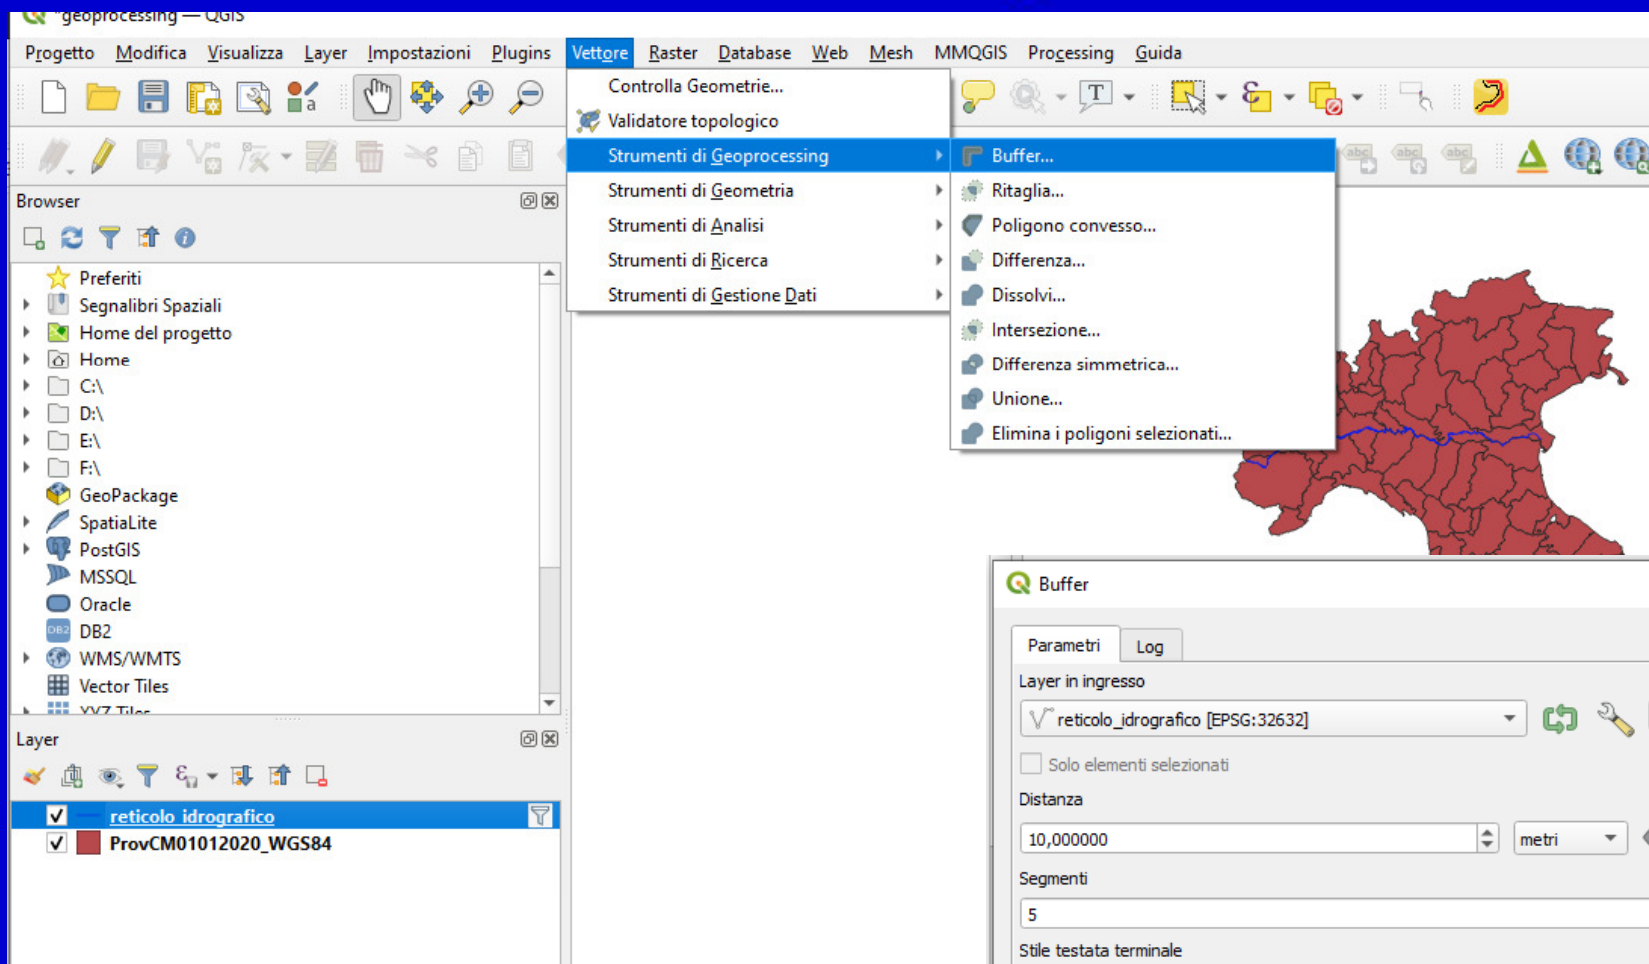 *geoprocessing — QGIS
Progetto Modifica Visualizza Layer Impostazioni Plugins Vettore Raster Database Web Mesh MMQGIS Processing Guida
Controlla Geometrie...
Validatore topologico
Strumenti di Geoprocessing
Strumenti di Geometria
Strumenti di Analisi
Strumenti di Ricerca
Strumenti di Gestione Dati
Buffer...
Ritaglia...
Poligono convesso...
Differenza...
Dissolvi...
Intersezione...
Differenza simmetrica...
Unione...
Elimina i poligoni selezionati...
Browser
Preferiti
Segnalibri Spaziali
Home del progetto
Home
C:\
D:\
E:\
F:\
GeoPackage
SpatiaLite
PostGIS
MSSQL
Oracle
DB2
WMS/WMTS
Vector Tiles
XYZ Tiles
Layer
reticolo idrografico
ProvCM01012020_WGS84
Buffer
Parametri Log
Layer in ingresso
reticolo_idrografico [EPSG:32632]
Solo elementi selezionati
Distanza
10,000000 metri
Segmenti
5
Stile testata terminale